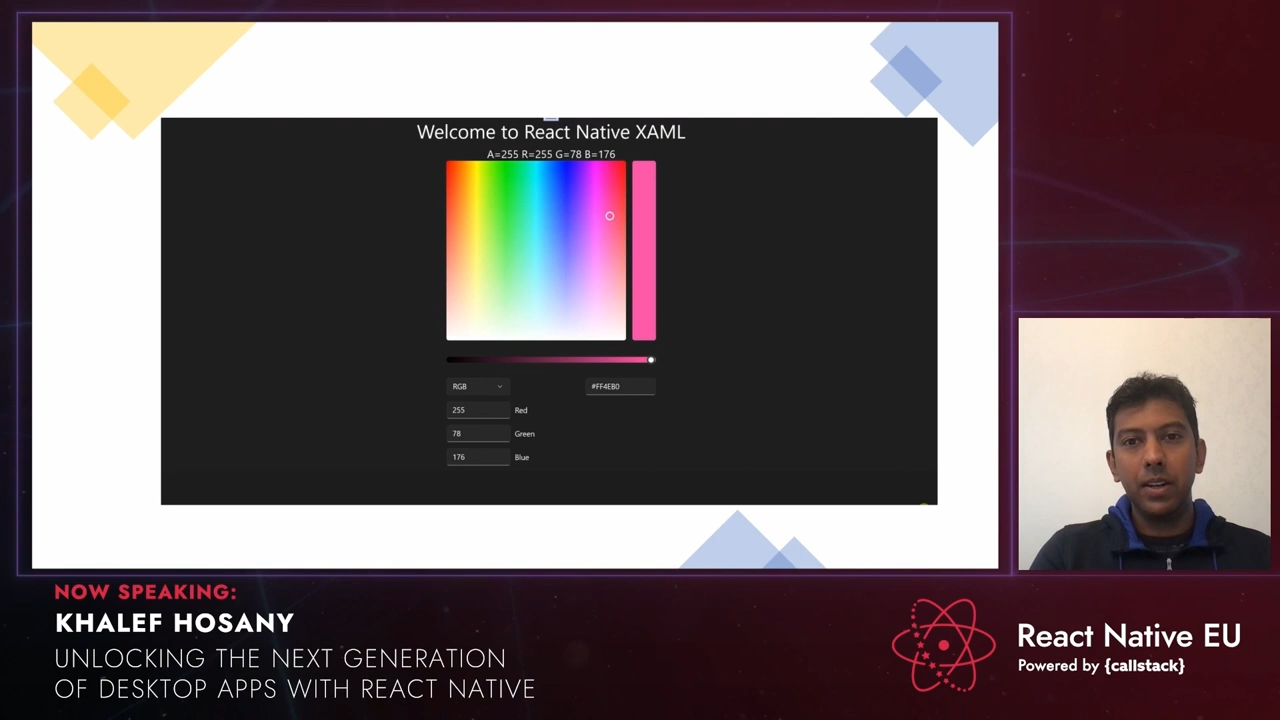 Welcome to React Native XAML
A=255 R=255 G=78 B=176
RGB
#FF4EB0
255 Red
78 Green
176 Blue
NOW SPEAKING:
KHALEF HOSANY
UNLOCKING THE NEXT GENERATION
OF DESKTOP APPS WITH REACT NATIVE
React Native EU
Powered by {callstack}